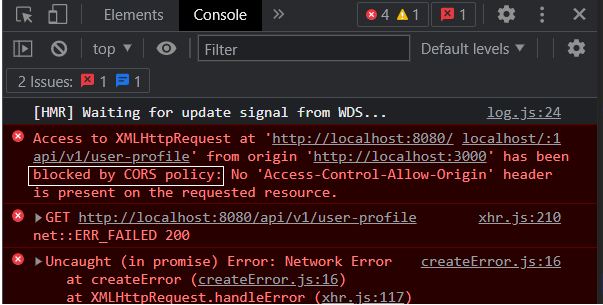 Elements Console 4 1 1
top Filter Default levels
2 Issues: 1 1
[HMR] Waiting for update signal from WDS... log.js:24
Access to XMLHttpRequest at 'http://localhost:8080/ localhost/:1
api/v1/user-profile' from origin 'http://localhost:3000' has been
blocked by CORS policy: No 'Access-Control-Allow-Origin' header
is present on the requested resource.
GET http://localhost:8080/api/v1/user-profile xhr.js:210
net::ERR_FAILED 200
Uncaught (in promise) Error: Network Error createError.js:16
at createError (createError.js:16)
at XMLHttpRequest.handleError (xhr.js:117)